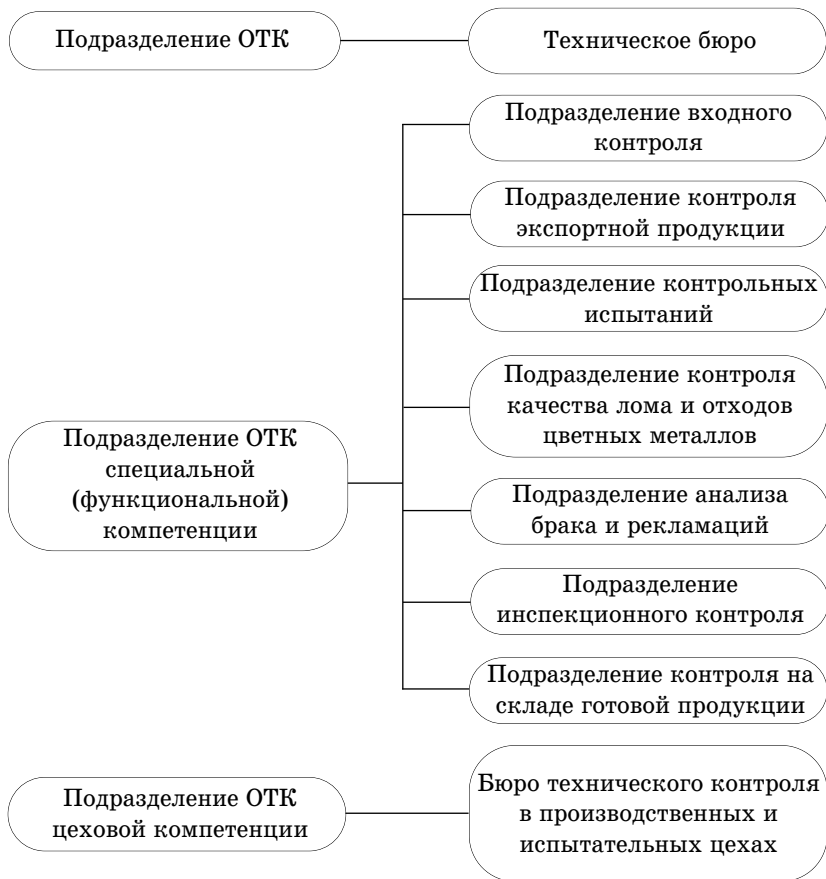 Подразделение ОТК
Техническое бюро
Подразделение входного
контроля
Подразделение контроля
экспортной продукции
Подразделение контрольных
испытаний
Подразделение контроля
качества лома и отходов
цветных металлов
Подразделение ОТК
специальной
(функциональной)
компетенции
Подразделение анализа
брака и рекламаций
Подразделение
инспекционного контроля
Подразделение контроля на
складе готовой продукции
Подразделение ОТК
цеховой компетенции
Бюро технического контроля
в производственных и
испытательных цехах